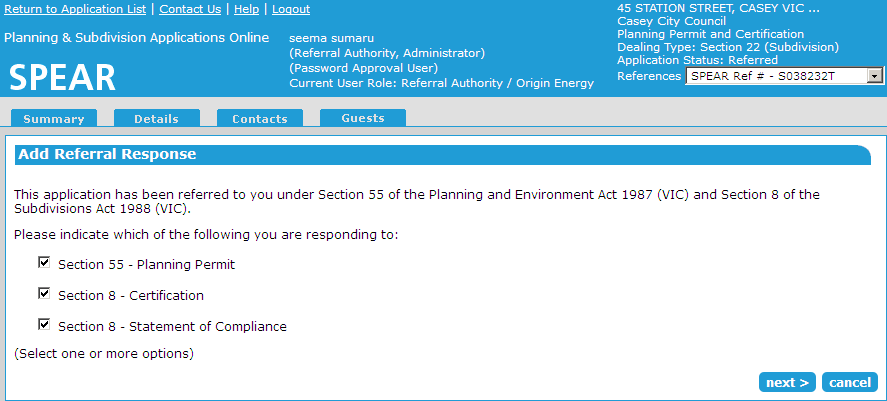 Return to Application List | Contact Us | Help | Logout
Planning & Subdivision Applications Online
SPEAR
seema sumaru
(Referral Authority, Administrator)
(Password Approval User)
Current User Role: Referral Authority / Origin Energy
45 STATION STREET, CASEY VIC ...
Casey City Council
Planning Permit and Certification
Dealing Type: Section 22 (Subdivision)
Application Status: Referred
References SPEAR Ref # - S038232T
Summary Details Contacts Guests
Add Referral Response
This application has been referred to you under Section 55 of the Planning and Environment Act 1987 (VIC) and Section 8 of the
Subdivisions Act 1988 (VIC).
Please indicate which of the following you are responding to:
Section 55 - Planning Permit
Section 8 - Certification
Section 8 - Statement of Compliance
(Select one or more options)
next > cancel